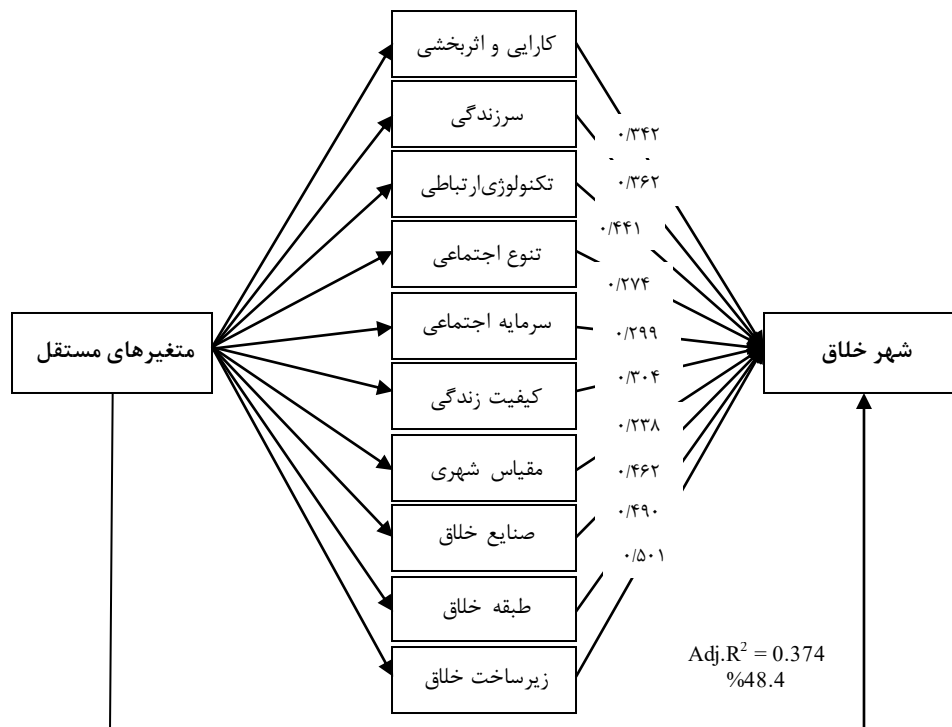 کارایی و اثربخشی
سرزندگی
تکنولوژی‌ارتباطی
تنوع اجتماعی
سرمایه اجتماعی
کیفیت زندگی
مقیاس شهری
صنایع خلاق
طبقه خلاق
زیرساخت خلاق
متغیرهای مستقل
شهر خلاق
۰/۳۴۲
۰/۳۶۲
۰/۴۴۱
۰/۲۷۴
۰/۲۹۹
۰/۳۰۴
۰/۲۳۸
۰/۴۶۲
۰/۴۹۰
۰/۵۰۱
Adj.R² = 0.374
%48.4